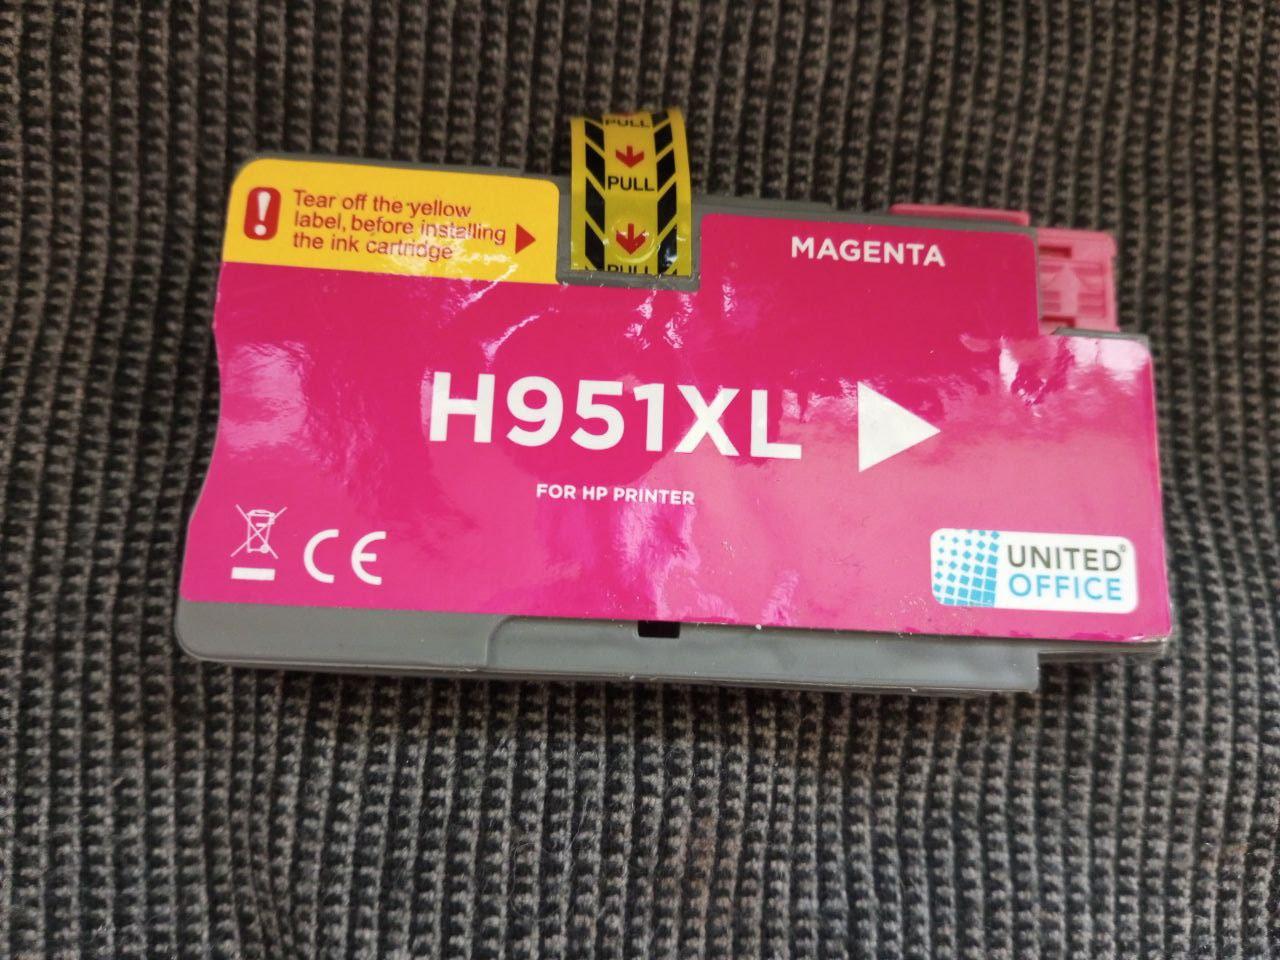 PULL
PULL
PULL
Tear off the yellow
label, before installing
the ink cartridge
MAGENTA
H951XL
FOR HP PRINTER
CE
UNITED®
OFFICE